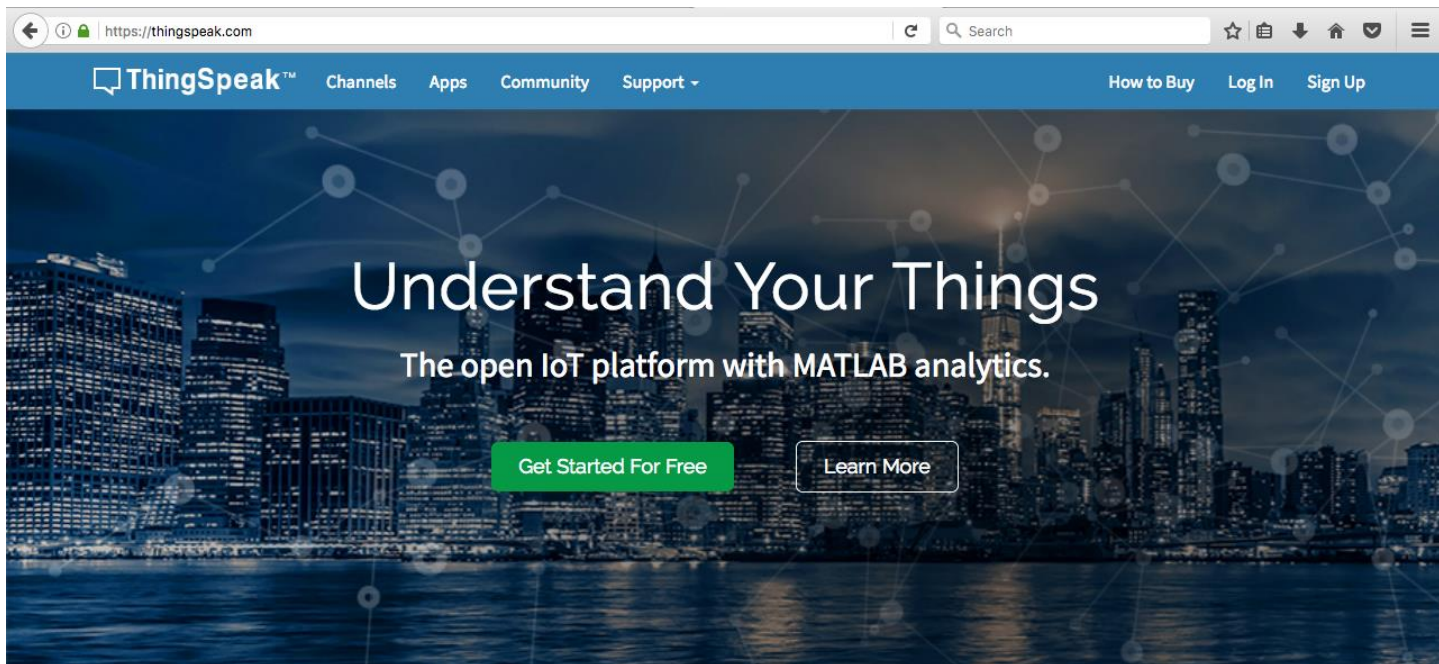 https://thingspeak.com
Search
ThingSpeak™ Channels Apps Community Support How to Buy Log In Sign Up
Understand Your Things
The open IoT platform with MATLAB analytics.
Get Started For Free Learn More